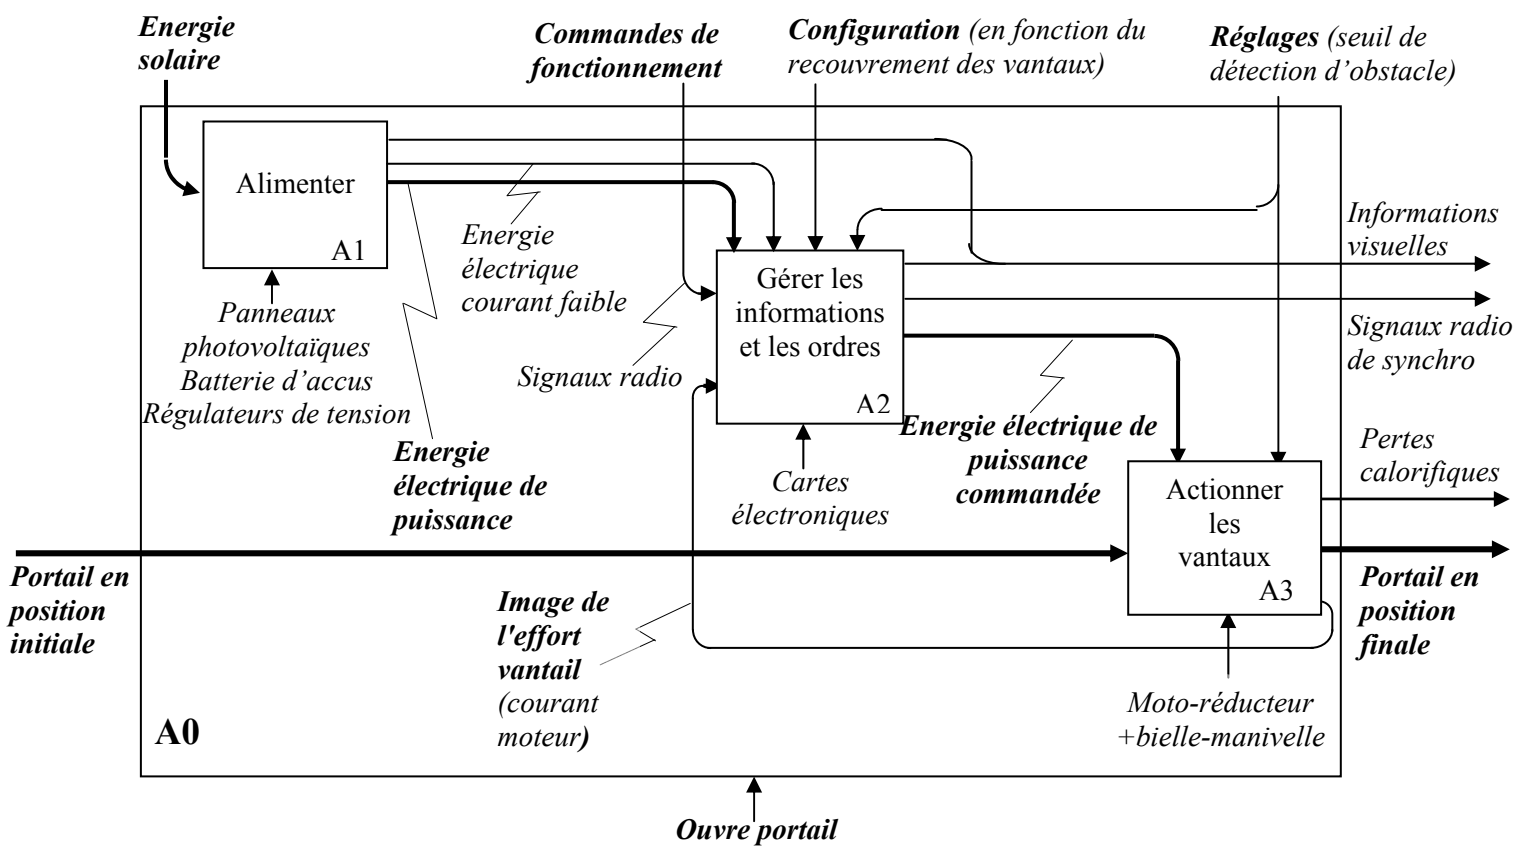 Energie
solaire
Commandes de
fonctionnement
Configuration (en fonction du
recouvrement des vantaux)
Réglages (seuil de
détection d’obstacle)
Alimenter
A1
Panneaux
photovoltaïques
Batterie d’accus
Régulateurs de tension
Energie
électrique
courant faible
Signaux radio
Energie
électrique de
puissance
Gérer les
informations
et les ordres
A2
Cartes
électroniques
Informations
visuelles
Signaux radio
de synchro
Energie électrique de
puissance
commandée
Pertes
calorifiques
Actionner
les
vantaux
A3
Portail en
position
initiale
Portail en
position
finale
Image de
l'effort
vantail
(courant
moteur)
Moto-réducteur
+bielle-manivelle
A0
Ouvre portail